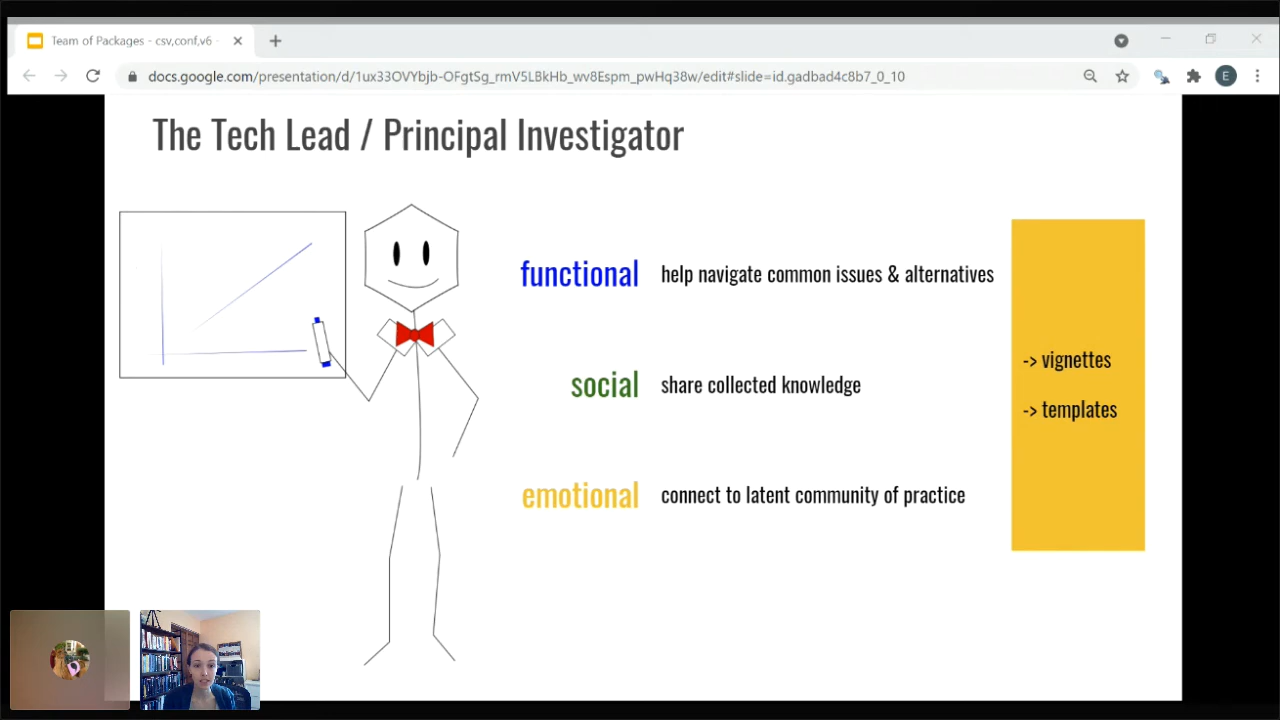 Team of Packages - csv,conf,v6 -
docs.google.com/presentation/d/1ux33OVYbjb-OFgtSg_rmV5LBkHb_wv8Espm_pwHq38w/edit#slide=id.gadbad4c8b7_0_10
E
The Tech Lead / Principal Investigator
functional help navigate common issues & alternatives
social share collected knowledge
emotional connect to latent community of practice
-> vignettes
-> templates